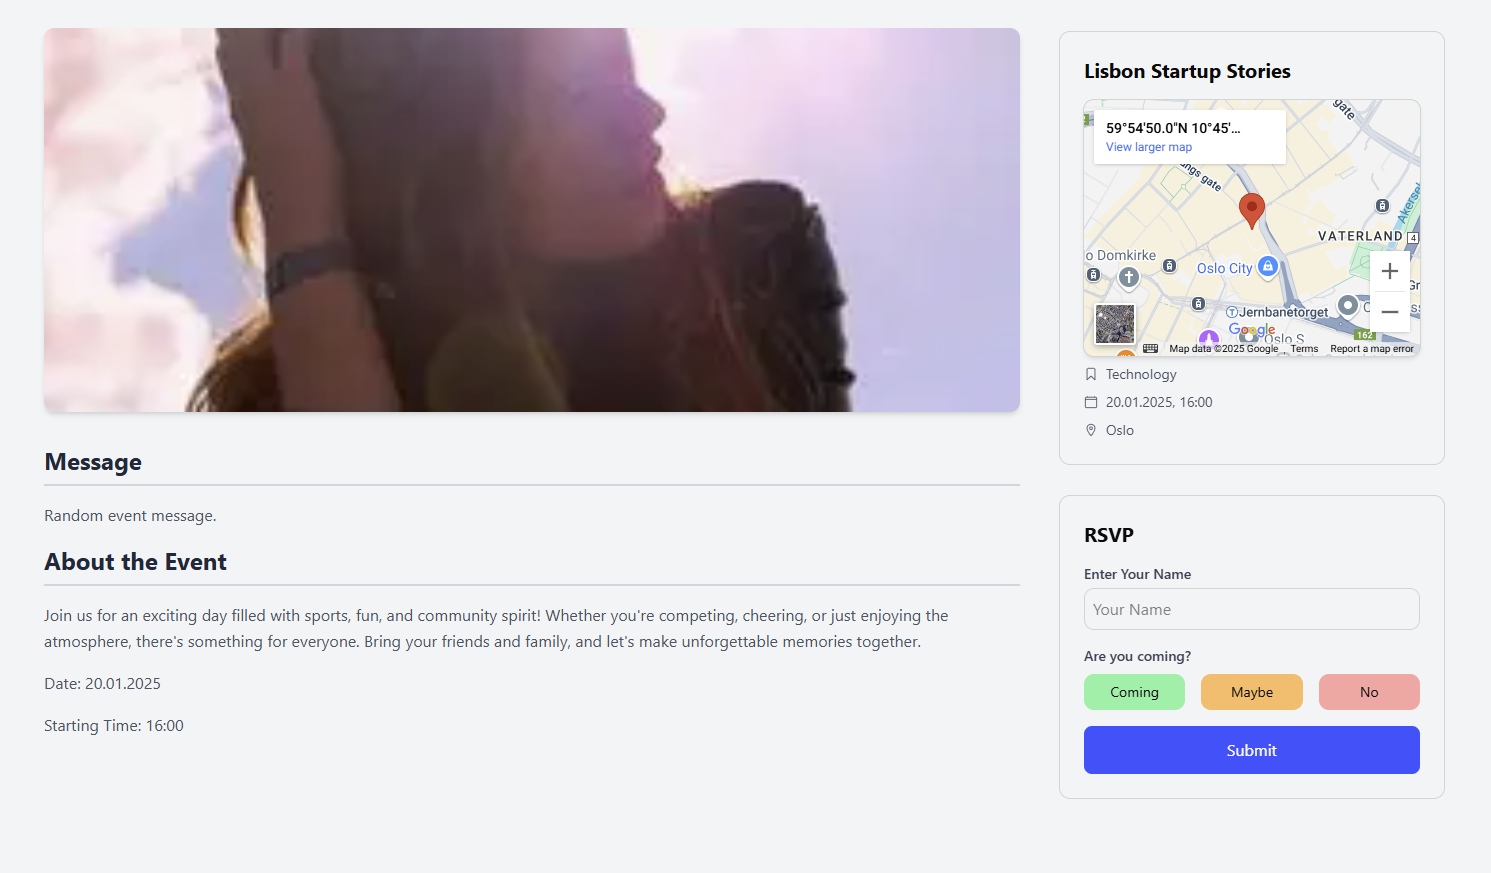 Message
Random event message.
About the Event
Join us for an exciting day filled with sports, fun, and community spirit! Whether you're competing, cheering, or just enjoying the
atmosphere, there's something for everyone. Bring your friends and family, and let's make unforgettable memories together.
Date: 20.01.2025
Starting Time: 16:00
Lisbon Startup Stories
gate
59°54'50.0"N 10°45'...
View larger map
ngs gate
Akersel
VATERLAND
4
o Domkirke
Oslo City
Gr
Jernbanetorget
Google
162
Oslo S
Map data ©2025 Google
Terms
Report a map error
Technology
20.01.2025, 16:00
Oslo
RSVP
Enter Your Name
Your Name
Are you coming?
Coming
Maybe
No
Submit